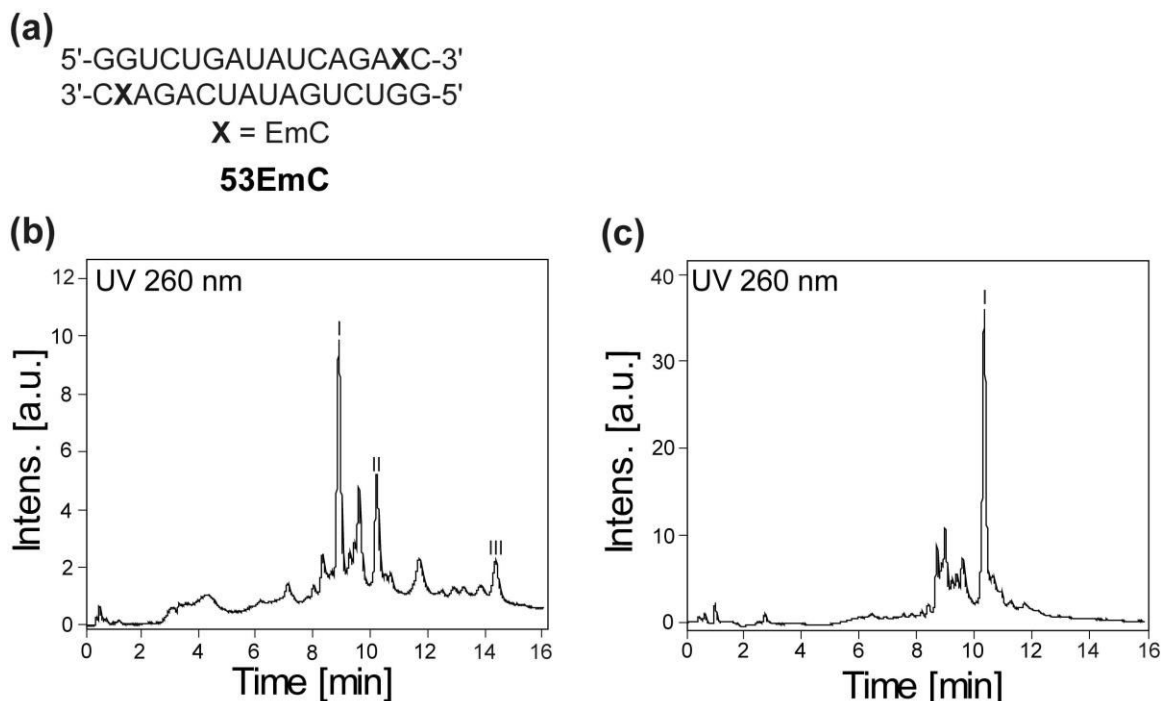 (a)
5'-GGUCUGAUAUCAGAXC-3'
3'-CXAGACUAUAGUCUGG-5'
X = EmC
53EmC
(b)
UV 260 nm
12
10
8
6
4
2
0
Intens. [a.u.]
I
II
III
0 2 4 6 8 10 12 14 16
Time [min]
(c)
UV 260 nm
40
30
20
10
0
Intens. [a.u.]
I
0 2 4 6 8 10 12 14 16
Time [min]